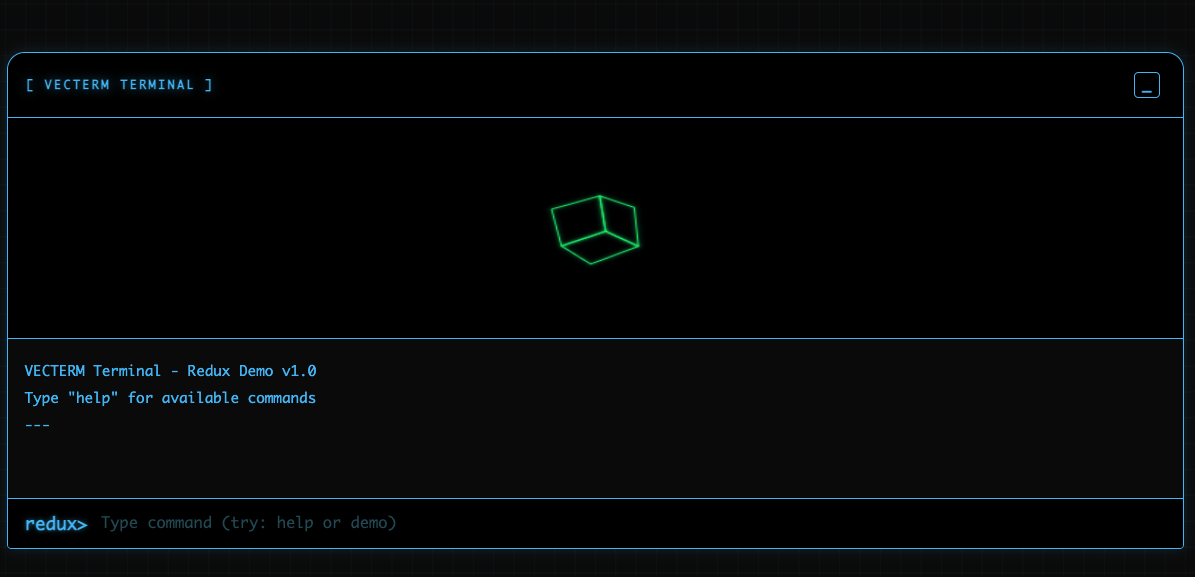 [ VECTERM TERMINAL ]
_
VECTERM Terminal - Redux Demo v1.0
Type "help" for available commands
---
redux> Type command (try: help or demo)